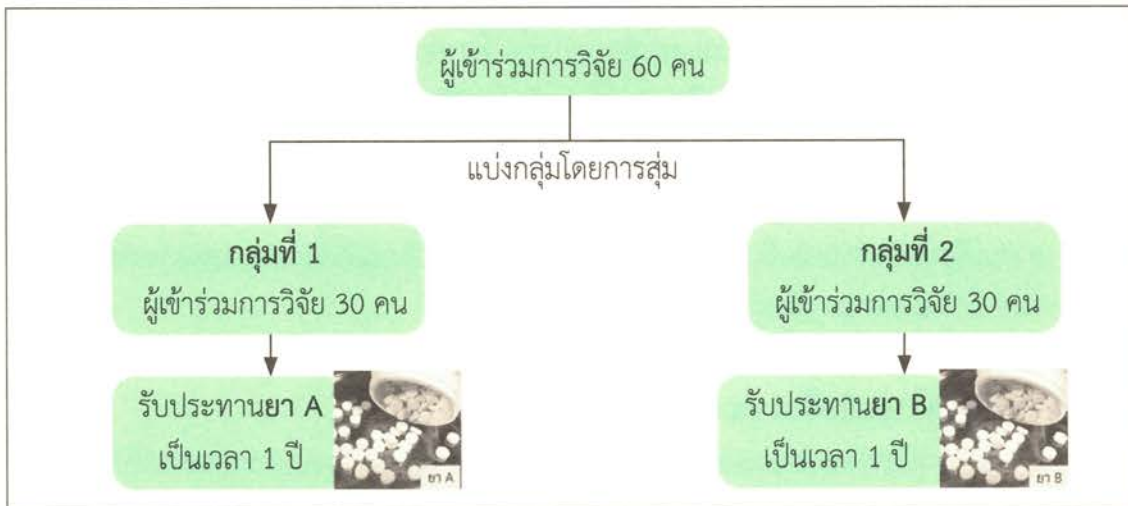 ผู้เข้าร่วมการวิจัย 60 คน
แบ่งกลุ่มโดยการสุ่ม
กลุ่มที่ 1
ผู้เข้าร่วมการวิจัย 30 คน
กลุ่มที่ 2
ผู้เข้าร่วมการวิจัย 30 คน
รับประทานยา A
เป็นเวลา 1 ปี
ยา A
รับประทานยา B
เป็นเวลา 1 ปี
ยา B